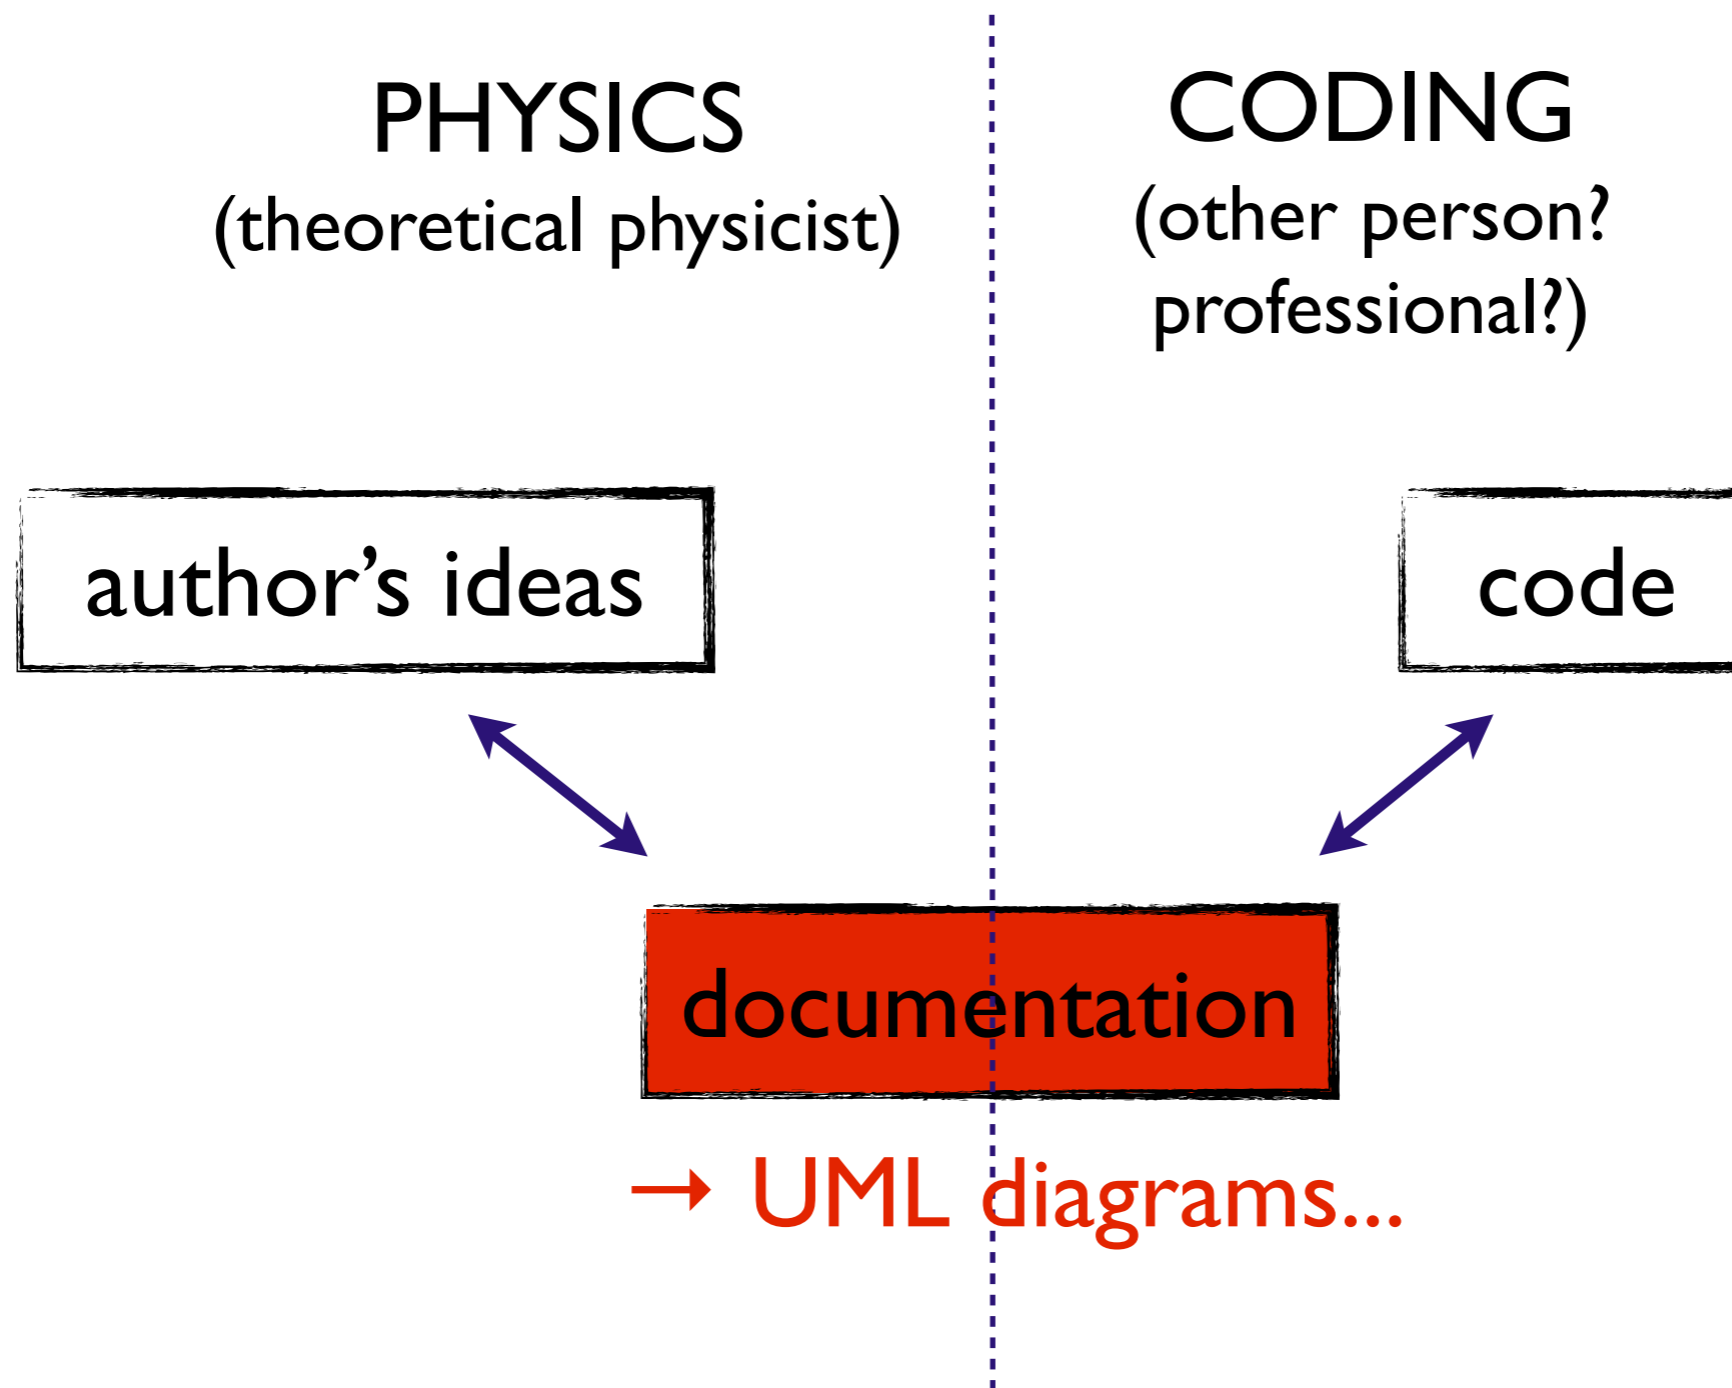 PHYSICS
(theoretical physicist)
CODING
(other person?
professional?)
author’s ideas
code
documentation
→ UML diagrams...